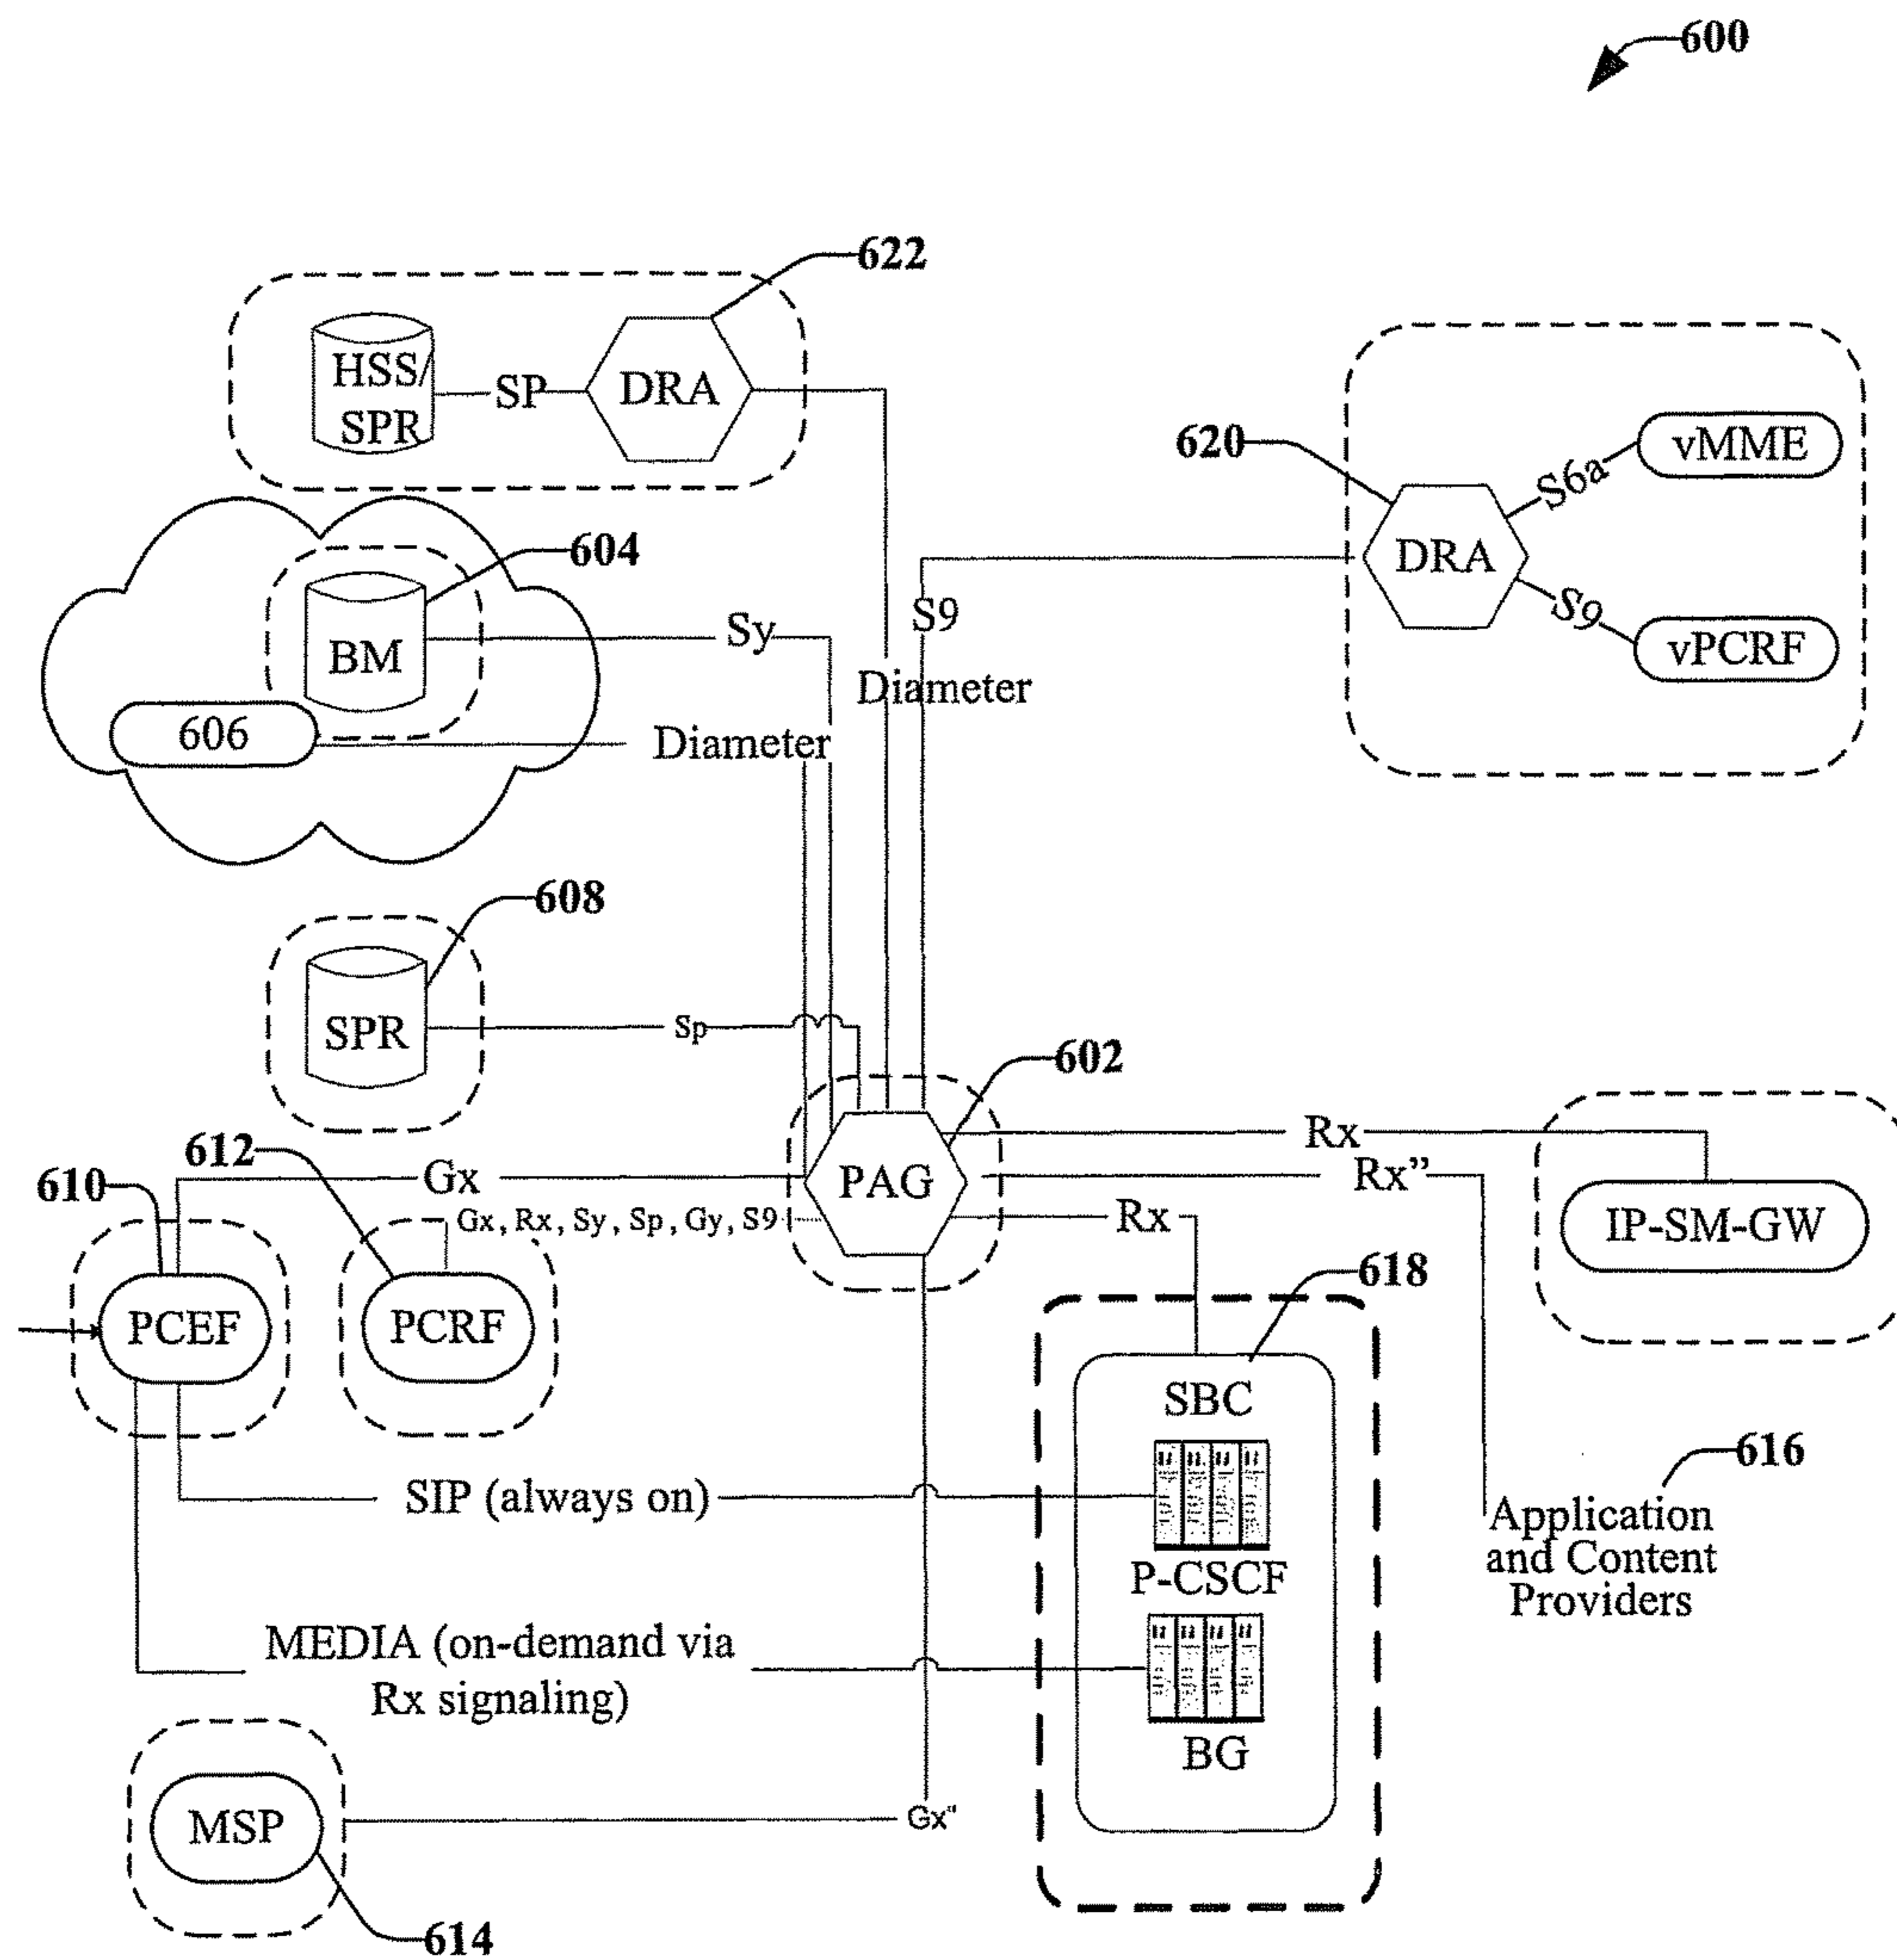 600
622
HSS/
SPR
SP
DRA
620
vMME
S6a
DRA
S9
vPCRF
604
BM
Sy
S9
Diameter
606
Diameter
608
SPR
Sp
602
612
610
Gx
PAG
Rx
Rx”
Gx, Rx, Sy, Sp, Gy, S9
Rx
IP-SM-GW
618
PCEF
PCRF
SBC
616
SIP (always on)
Application
and Content
Providers
P-CSCF
MEDIA (on-demand via
Rx signaling)
BG
MSP
Gx"
614